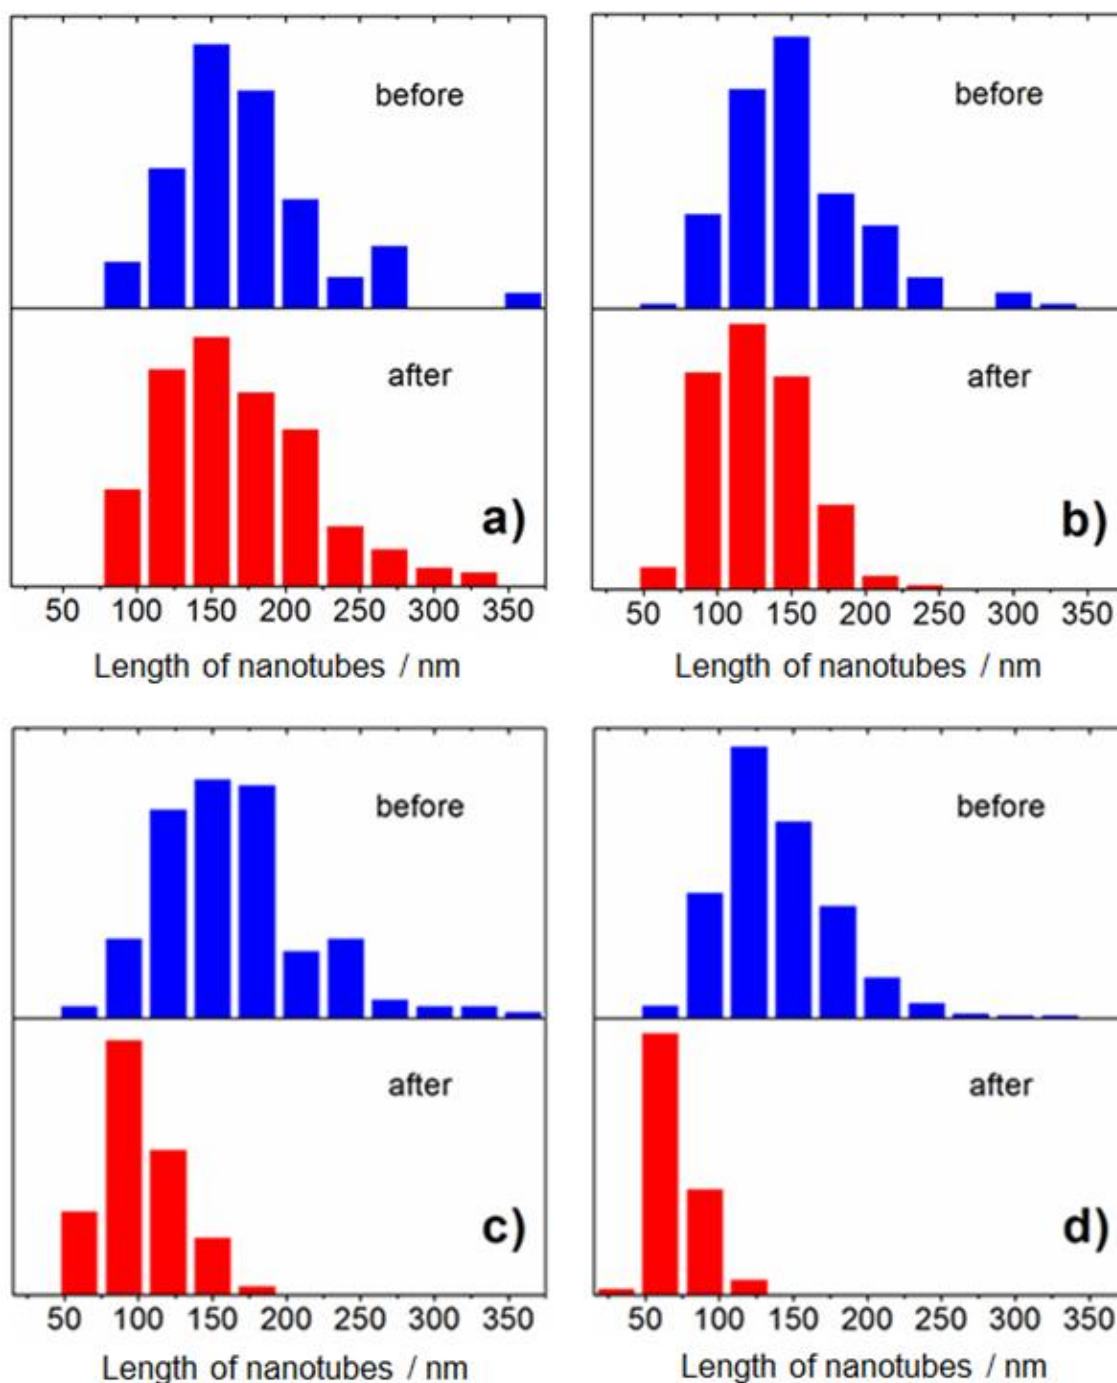 before
before
after
after
a)
b)
50 100 150 200 250 300 350
50 100 150 200 250 300 350
Length of nanotubes / nm
Length of nanotubes / nm
before
before
after
after
c)
d)
50 100 150 200 250 300 350
50 100 150 200 250 300 350
Length of nanotubes / nm
Length of nanotubes / nm